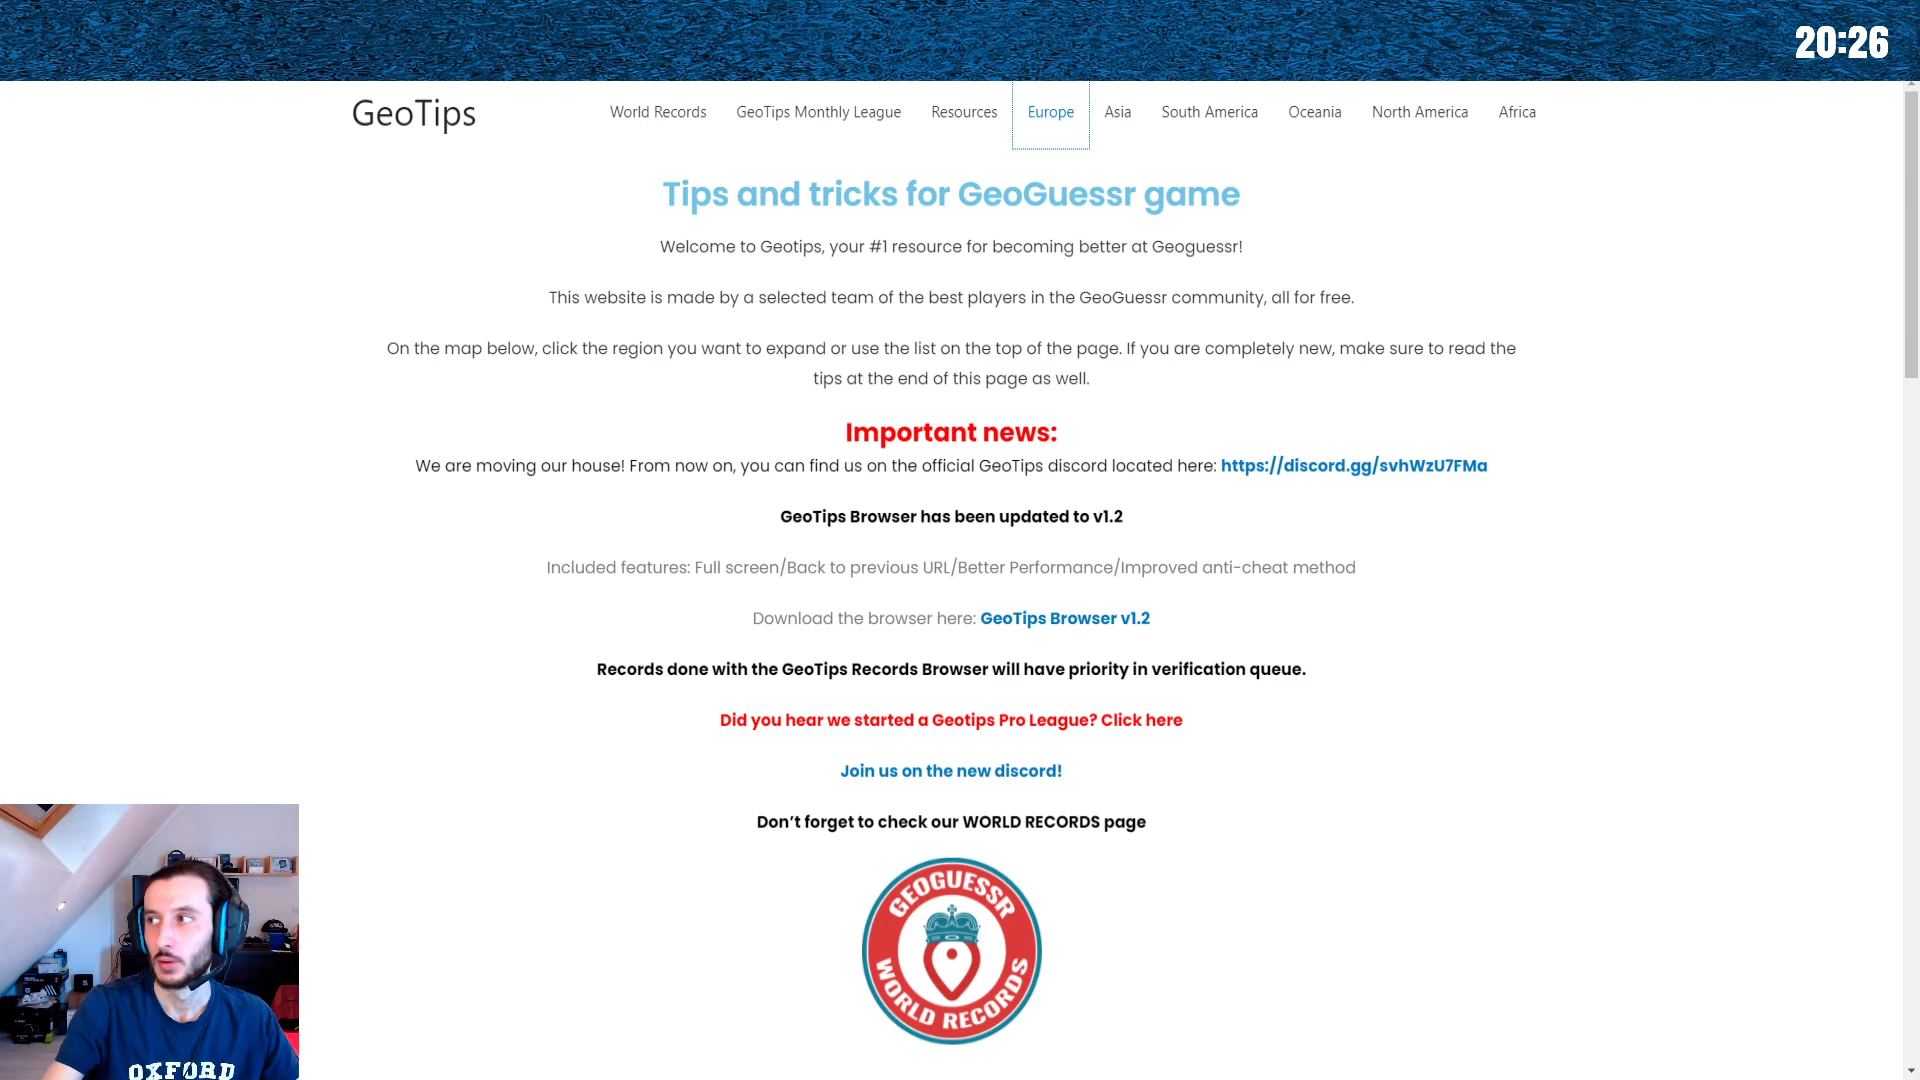 20:26
GeoTips
World Records GeoTips Monthly League Resources Europe Asia South America Oceania North America Africa
Tips and tricks for GeoGuessr game
Welcome to Geotips, your #1 resource for becoming better at Geoguessr!
This website is made by a selected team of the best players in the GeoGuessr community, all for free.
On the map below, click the region you want to expand or use the list on the top of the page. If you are completely new, make sure to read the
tips at the end of this page as well.
Important news:
We are moving our house! From now on, you can find us on the official GeoTips discord located here: https://discord.gg/svhWzU7FMa
GeoTips Browser has been updated to v1.2
Included features: Full screen/Back to previous URL/Better Performance/Improved anti-cheat method
Download the browser here: GeoTips Browser v1.2
Records done with the GeoTips Records Browser will have priority in verification queue.
Did you hear we started a Geotips Pro League? Click here
Join us on the new discord!
Don’t forget to check our WORLD RECORDS page
GEOGUESSR
WORLD RECORDS
OXFORD